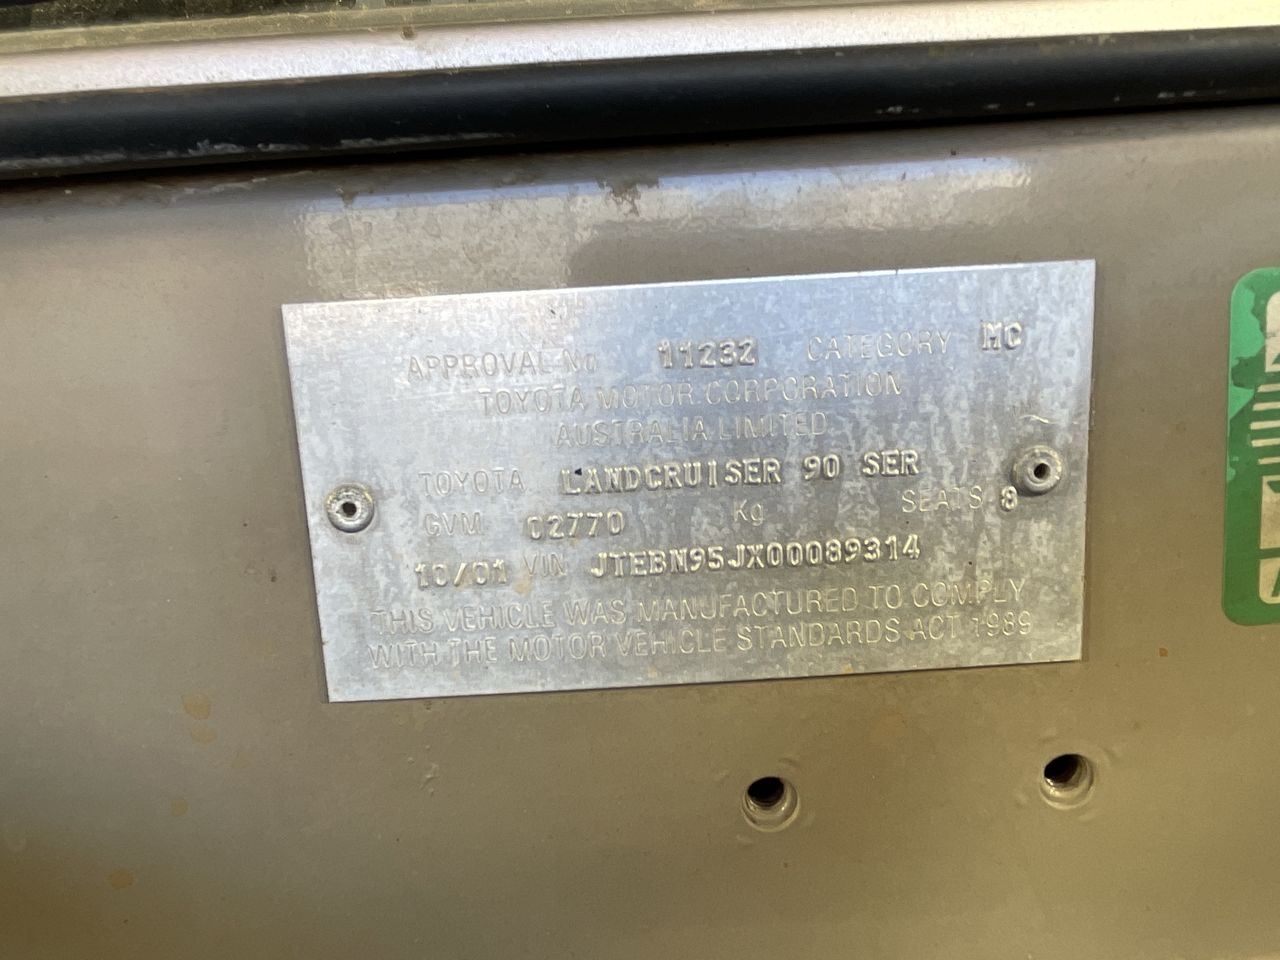 APPROVAL No 11232 CATEGORY MC
TOYOTA MOTOR CORPORATION
AUSTRALIA LIMITED
TOYOTA LANDCRUISER 90 SER
GVM 02770 Kg SEATS 8
10/01 VIN JTEBN95JX00089314
THIS VEHICLE WAS MANUFACTURED TO COMPLY
WITH THE MOTOR VEHICLE STANDARDS ACT 1989